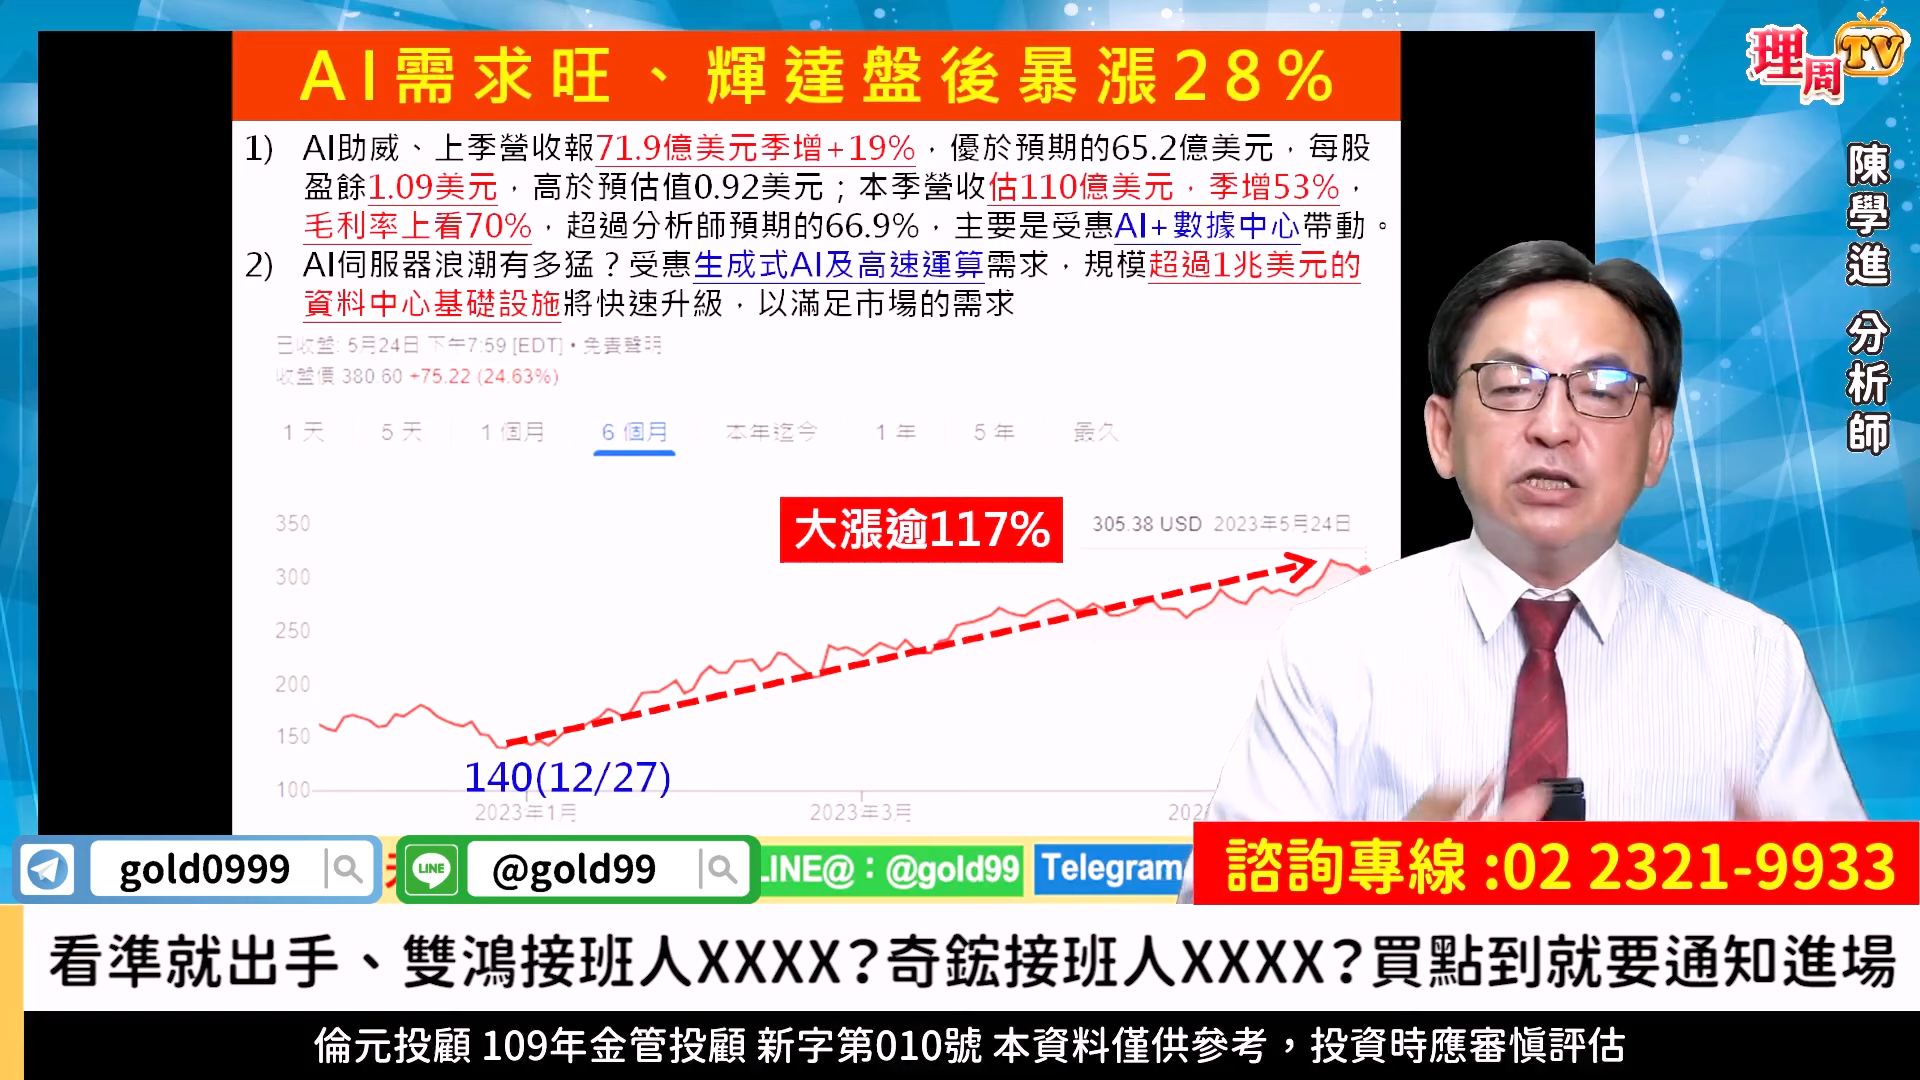 AI需求旺、輝達盤後暴漲28%
理周TV
陳學進 分析師
1) AI助威、上季營收報71.9億美元季增+19%，優於預期的65.2億美元，每股
盈餘1.09美元，高於預估值0.92美元；本季營收估110億美元，季增53%，
毛利率上看70%，超過分析師預期的66.9%，主要是受惠AI+數據中心帶動。
2) AI伺服器浪潮有多猛？受惠生成式AI及高速運算需求，規模超過1兆美元的
資料中心基礎設施將快速升級，以滿足市場的需求
已收盤: 5月24日 下午7:59 [EDT] • 免責聲明
收盤價 380.60 +75.22 (24.63%)
1 天 5 天 1 個月 6 個月 本年迄今 1 年 5 年 最久
大漲逾117%
305.38 USD 2023年5月24日
350
300
250
200
150
100
140(12/27)
2023年1月 2023年3月
gold0999
LINE
@gold99
LINE@：@gold99
Telegram
諮詢專線 :02 2321-9933
看準就出手、雙鴻接班人XXXX？奇鋐接班人XXXX？買點到就要通知進場
倫元投顧 109年金管投顧 新字第010號 本資料僅供參考，投資時應審慎評估